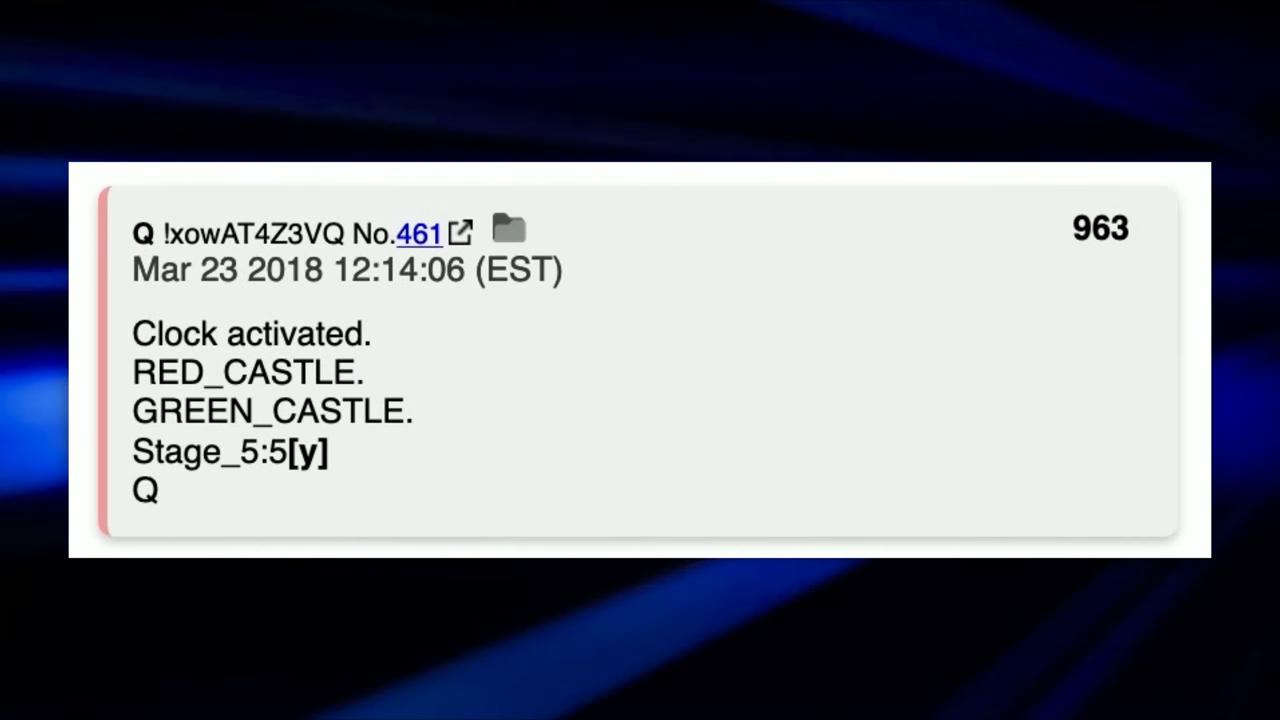 Q !xowAT4Z3VQ No.461 963
Mar 23 2018 12:14:06 (EST)
Clock activated.
RED_CASTLE.
GREEN_CASTLE.
Stage_5:5[y]
Q